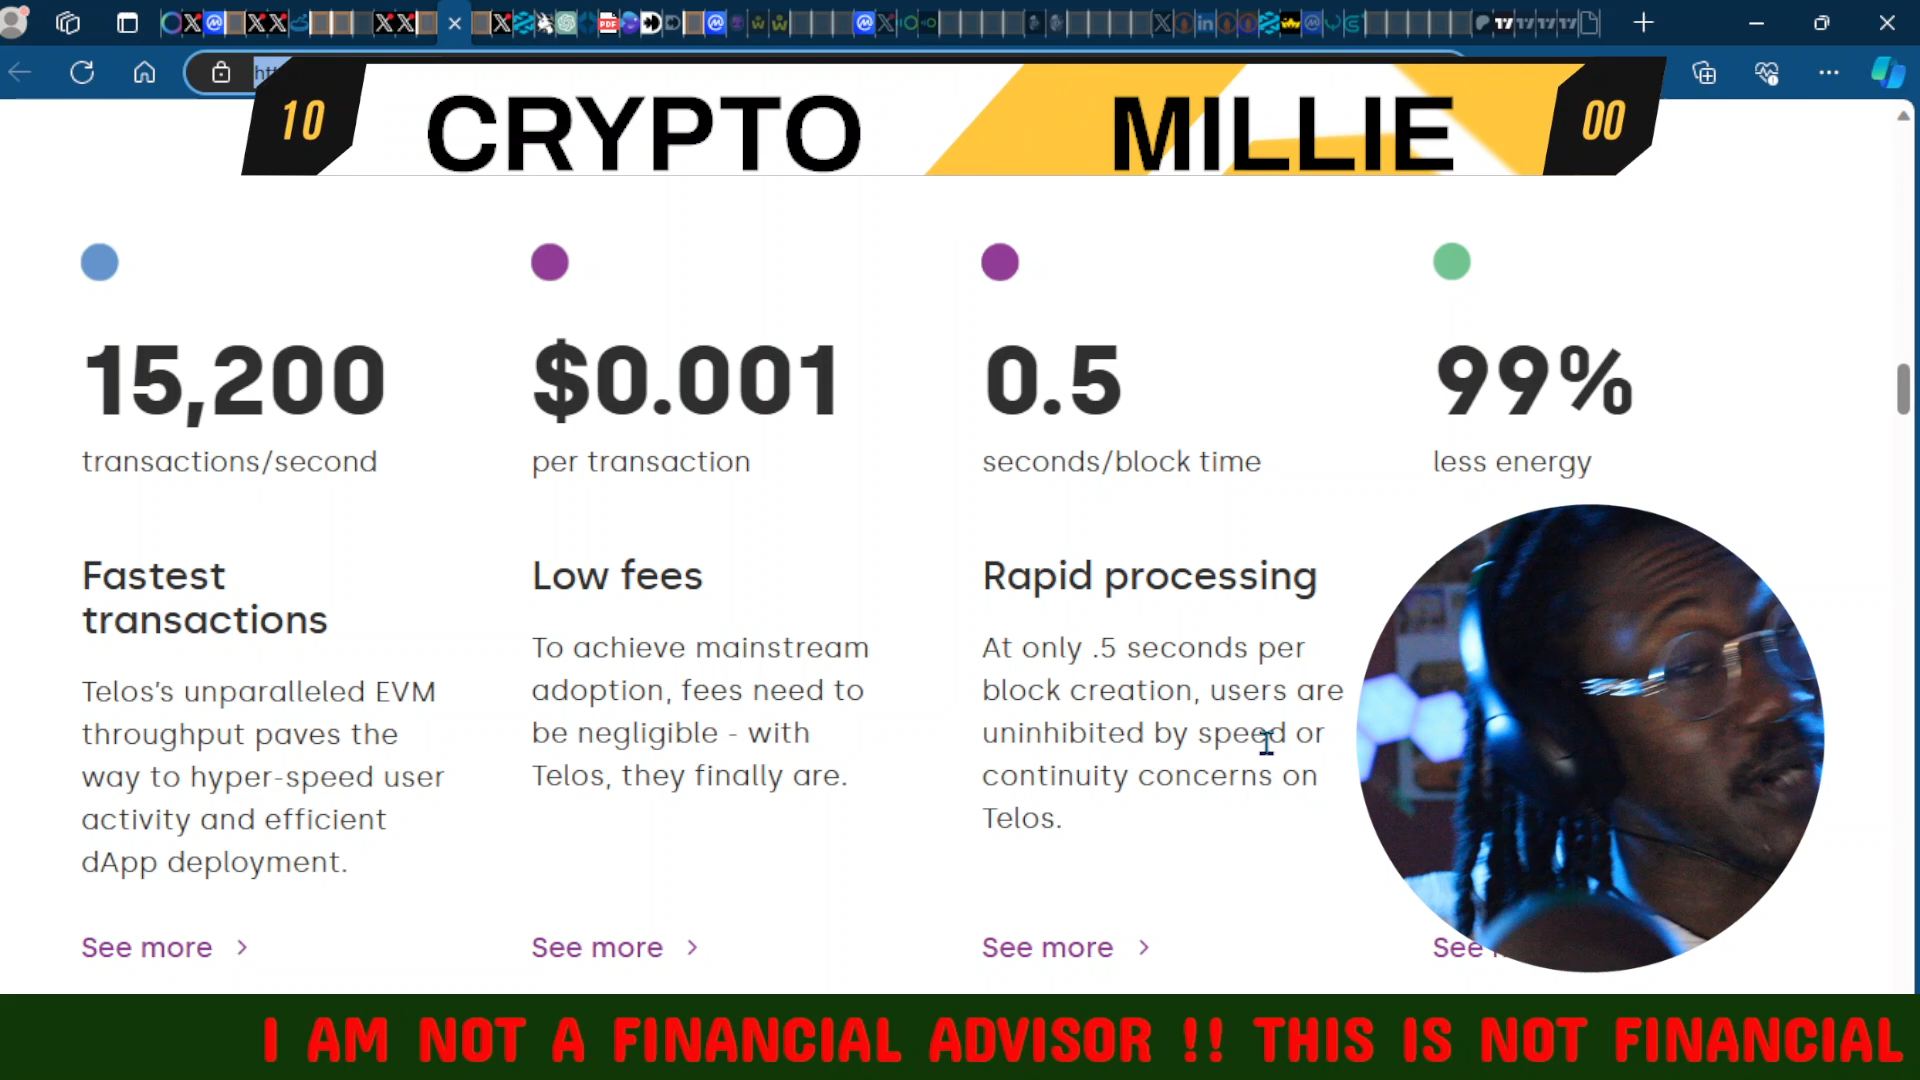 10 CRYPTO MILLIE 00
15,200
transactions/second
Fastest
transactions
Telos's unparalleled EVM
throughput paves the
way to hyper-speed user
activity and efficient
dApp deployment.
See more
$0.001
per transaction
Low fees
To achieve mainstream
adoption, fees need to
be negligible - with
Telos, they finally are.
See more
0.5
seconds/block time
Rapid processing
At only .5 seconds per
block creation, users are
uninhibited by speed or
continuity concerns on
Telos.
See more
99%
less energy
See
I AM NOT A FINANCIAL ADVISOR !! THIS IS NOT FINANCIAL